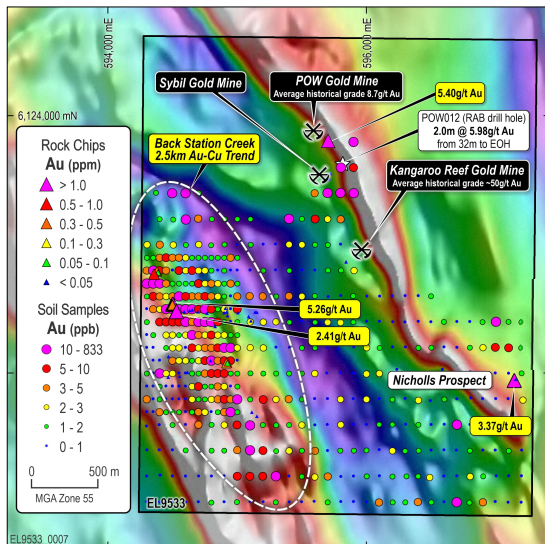 594,000 mE
596,000 mE
6,124,000 mN
POW Gold Mine
Average historical grade 8.7g/t Au
Sybil Gold Mine
5.40g/t Au
POW012 (RAB drill hole)
2.0m @ 5.98g/t Au
from 32m to EOH
Back Station Creek
2.5km Au-Cu Trend
Kangaroo Reef Gold Mine
Average historical grade ~50g/t Au
Rock Chips
Au (ppm)
> 1.0
0.5 - 1.0
0.3 - 0.5
0.1 - 0.3
0.05 - 0.1
< 0.05
Soil Samples
Au (ppb)
10 - 833
5 - 10
3 - 5
2 - 3
1 - 2
0 - 1
0
500 m
MGA Zone 55
5.26g/t Au
2.41g/t Au
Nicholls Prospect
3.37g/t Au
EL9533
EL9533_0007